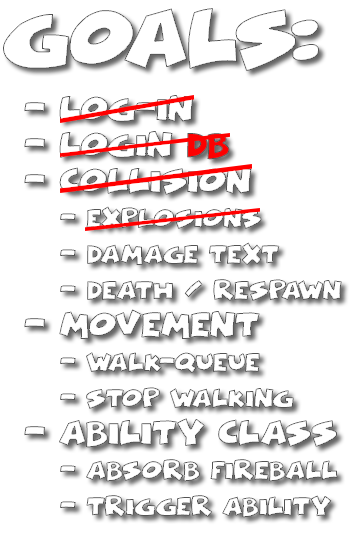 GOALS:
- LOG-IN
- LOGIN DB
- COLLISION
- EXPLOSIONS
- DAMAGE TEXT
- DEATH / RESPAWN
- MOVEMENT
- WALK-QUEUE
- STOP WALKING
- ABILITY CLASS
- ABSORB FIREBALL
- TRIGGER ABILITY